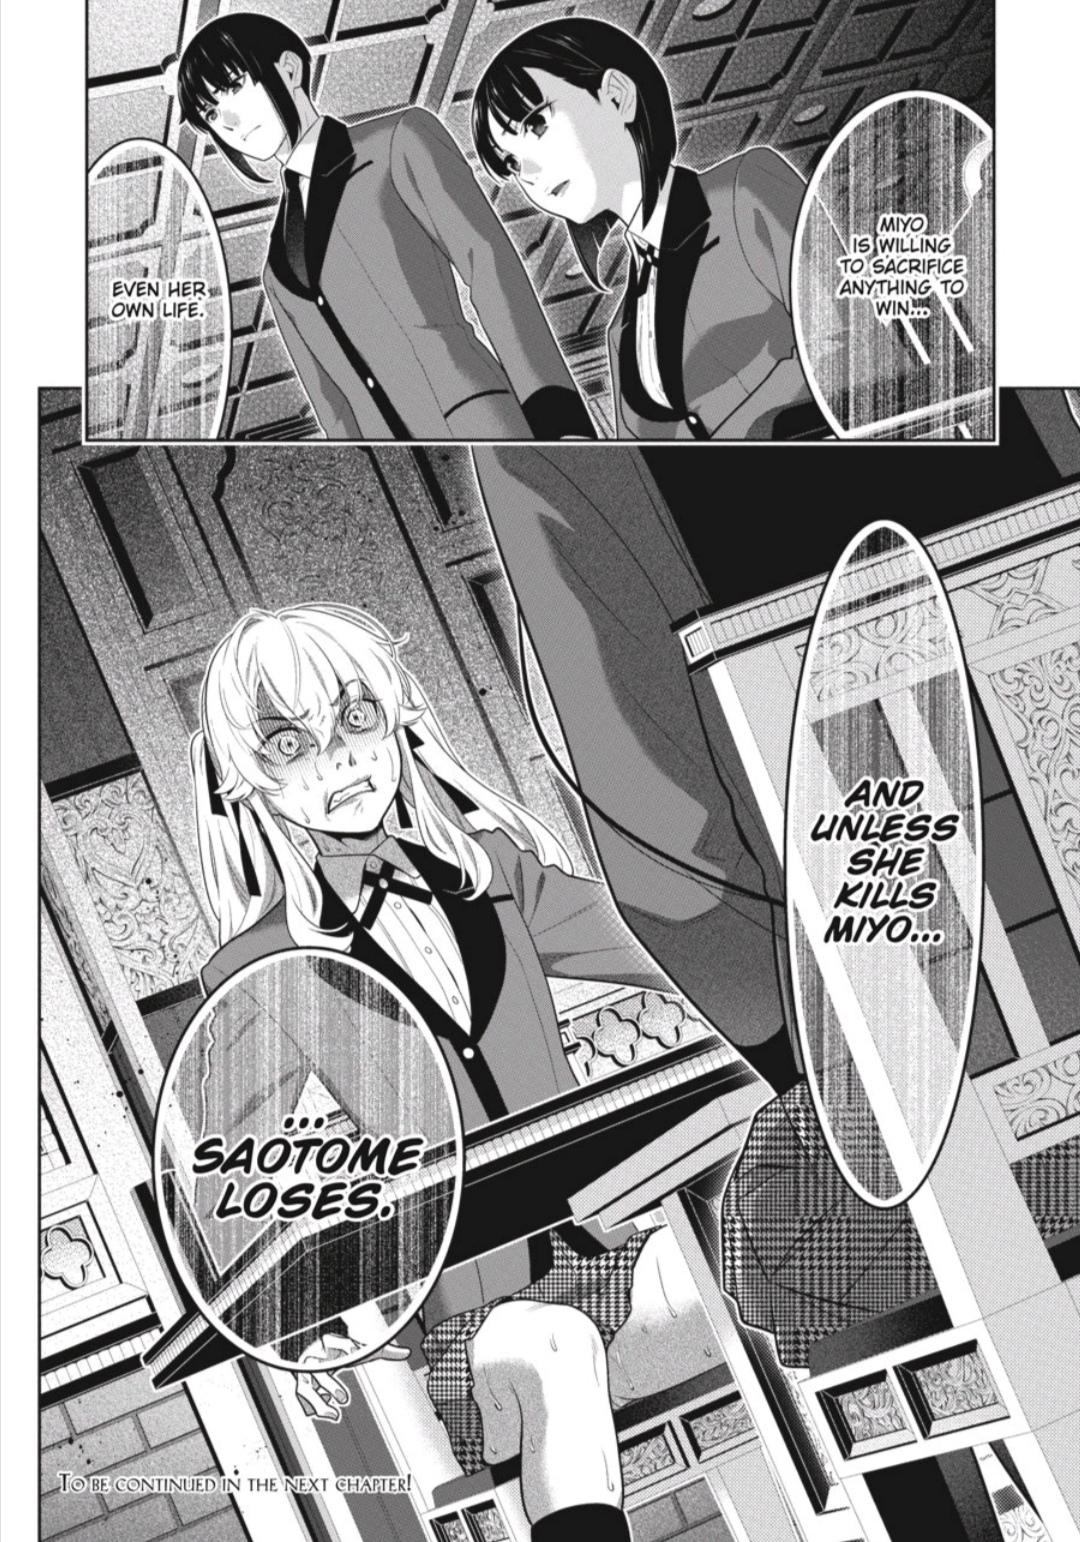 MIYO
IS WILLING
TO SACRIFICE
ANYTHING TO
WIN...
EVEN HER
OWN LIFE.
AND
UNLESS
SHE
KILLS
MIYO...
...
SAOTOME
LOSES.
TO BE CONTINUED IN THE NEXT CHAPTER!